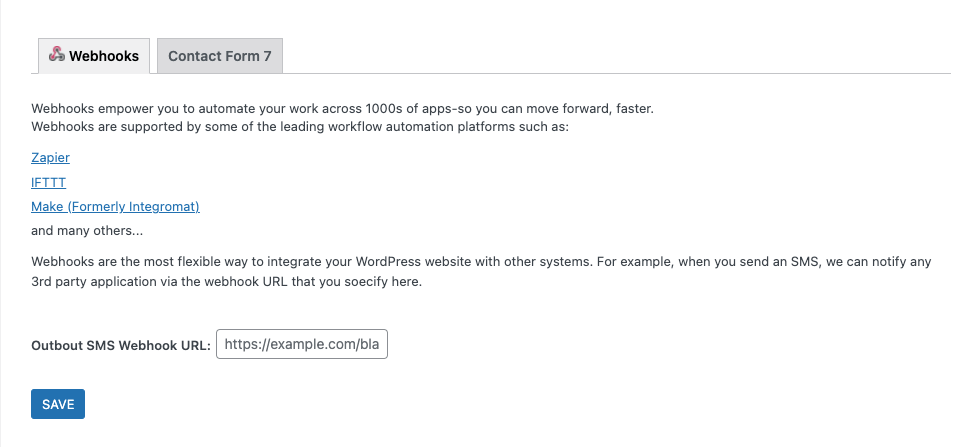 Webhooks Contact Form 7
Webhooks empower you to automate your work across 1000s of apps-so you can move forward, faster.
Webhooks are supported by some of the leading workflow automation platforms such as:
Zapier
IFTTT
Make (Formerly Integromat)
and many others...
Webhooks are the most flexible way to integrate your WordPress website with other systems. For example, when you send an SMS, we can notify any
3rd party application via the webhook URL that you soecify here.
Outbout SMS Webhook URL: https://example.com/bla
SAVE